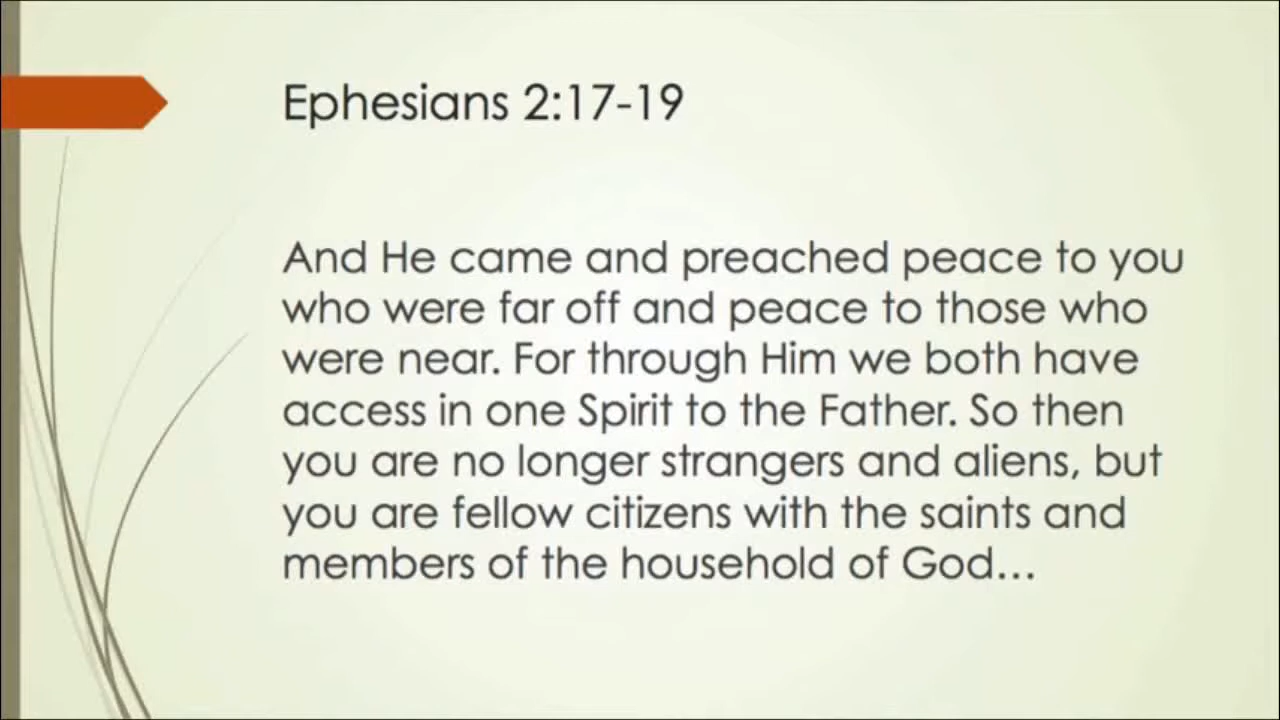 Ephesians 2:17-19
And He came and preached peace to you
who were far off and peace to those who
were near. For through Him we both have
access in one Spirit to the Father. So then
you are no longer strangers and aliens, but
you are fellow citizens with the saints and
members of the household of God...